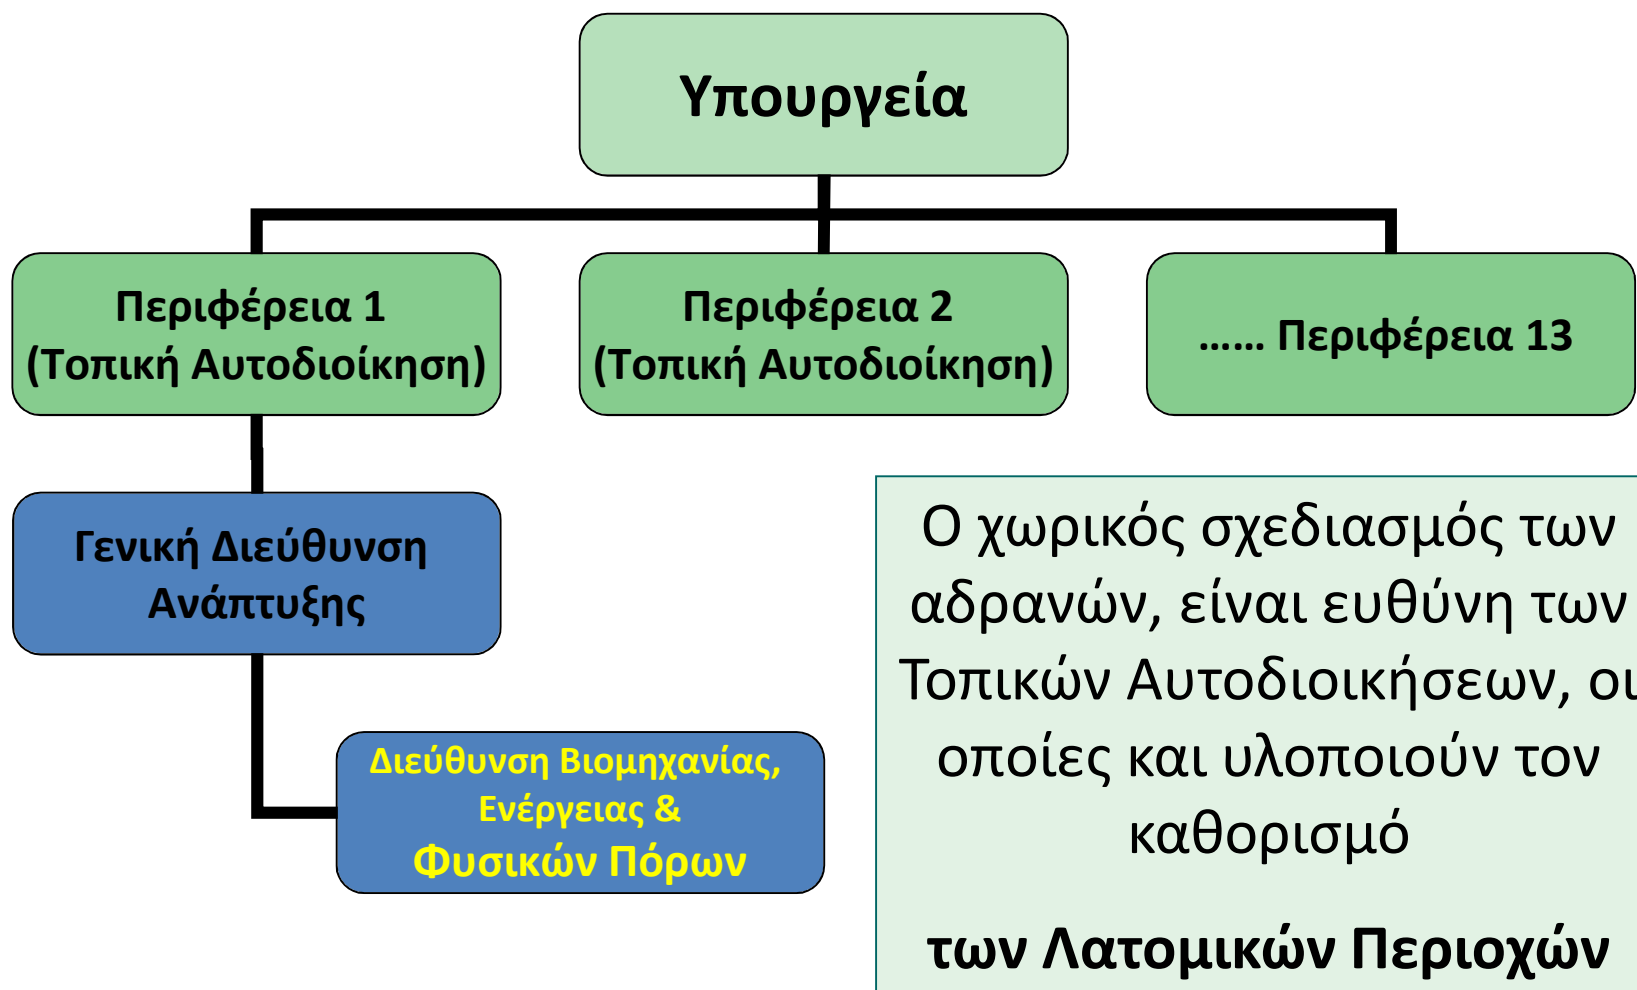 Υπουργεία
Περιφέρεια 1
(Τοπική Αυτοδιοίκηση)
Περιφέρεια 2
(Τοπική Αυτοδιοίκηση)
...... Περιφέρεια 13
Γενική Διεύθυνση
Ανάπτυξης
Διεύθυνση Βιομηχανίας,
Ενέργειας &
Φυσικών Πόρων
Ο χωρικός σχεδιασμός των
αδρανών, είναι ευθύνη των
Τοπικών Αυτοδιοικήσεων, οι
οποίες και υλοποιούν τον
καθορισμό
των Λατομικών Περιοχών